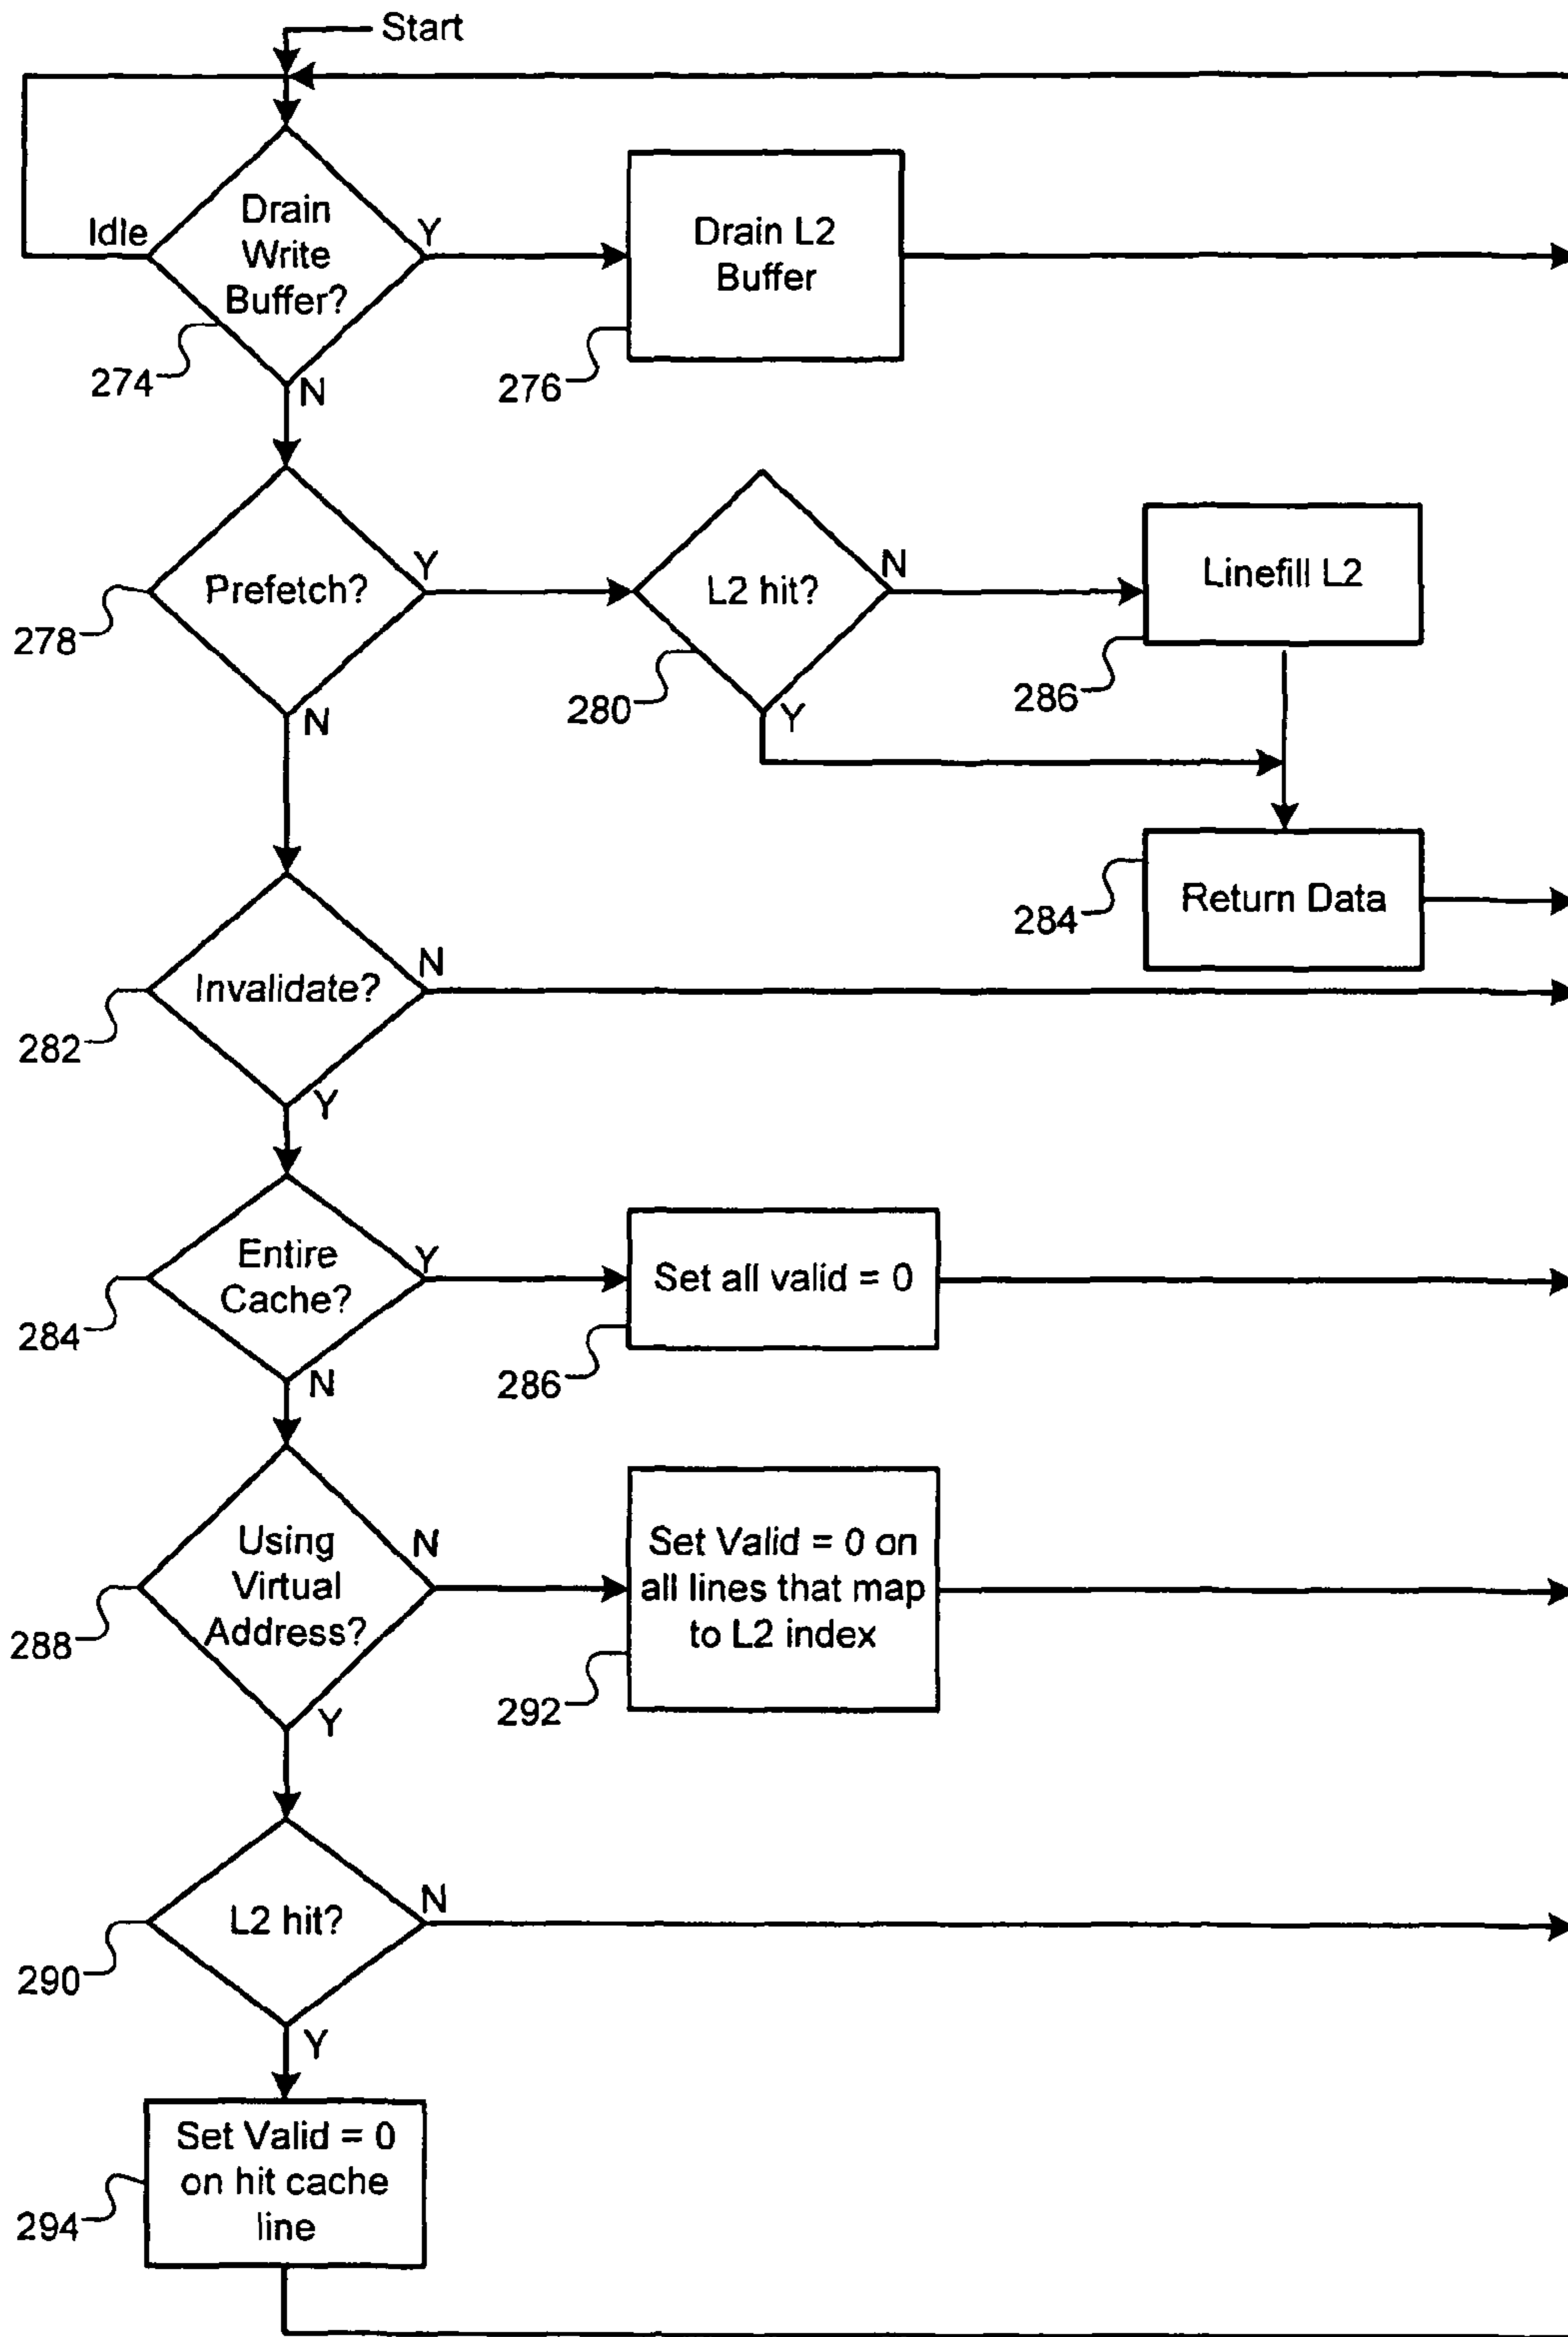 Start
Idle
Drain
Write
Buffer?
Y
274
N
Drain L2
Buffer
276
Prefetch?
Y
278
N
L2 hit?
N
280
Y
Linefill L2
286
Return Data
284
Invalidate?
N
282
Y
Entire
Cache?
Y
284
N
Set all valid = 0
286
Using
Virtual
Address?
N
288
Y
Set Valid = 0 on
all lines that map
to L2 index
292
L2 hit?
N
290
Y
Set Valid = 0
on hit cache
line
294